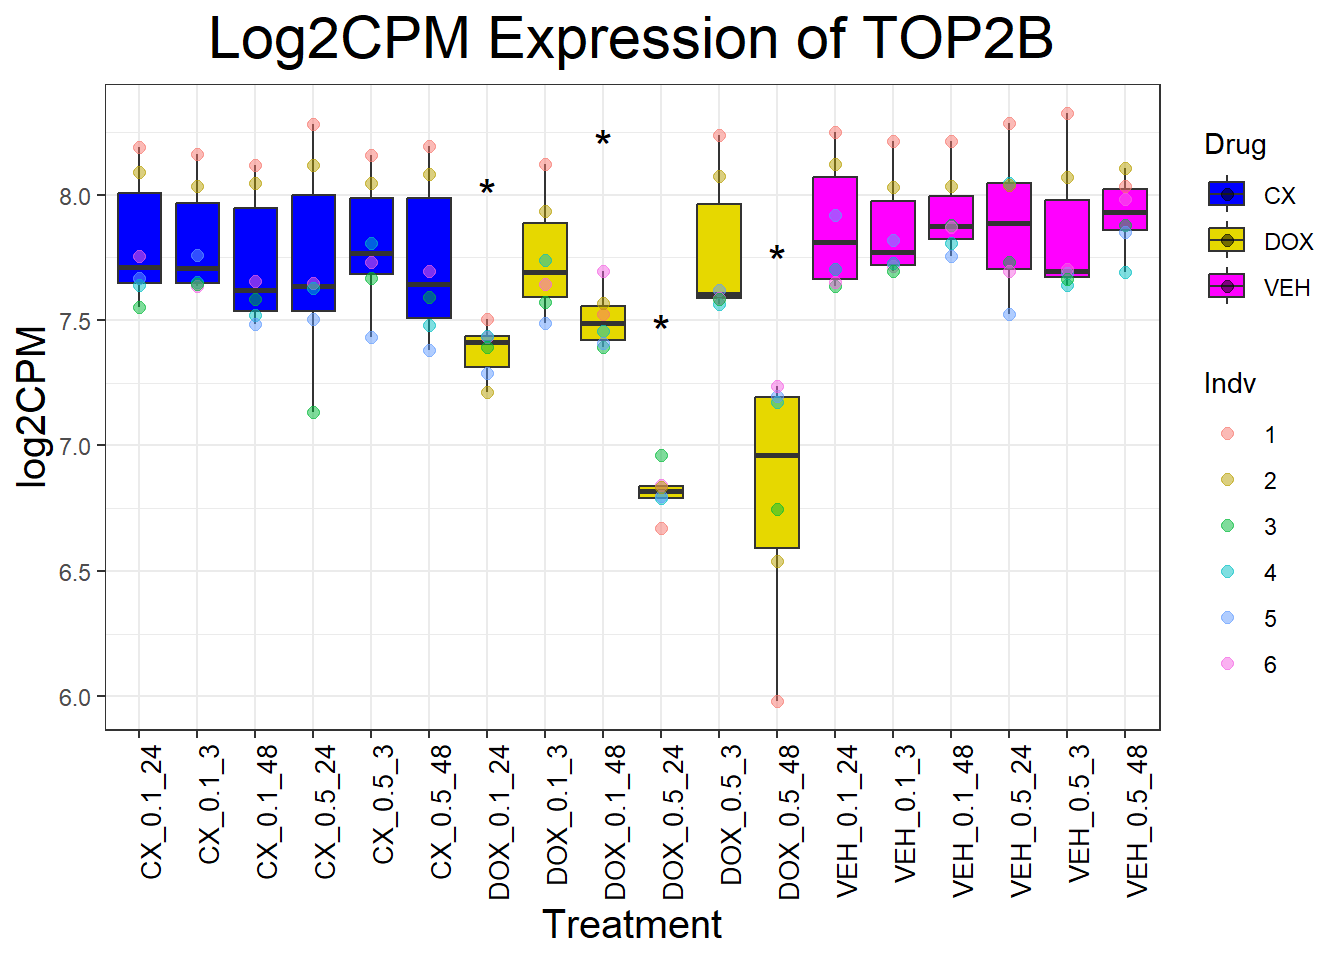 Log2CPM Expression of TOP2B
log2CPM
8.0
7.5
7.0
6.5
6.0
*
*
*
*
CX_0.1_24
CX_0.1_3
CX_0.1_48
CX_0.5_24
CX_0.5_3
CX_0.5_48
DOX_0.1_24
DOX_0.1_3
DOX_0.1_48
DOX_0.5_24
DOX_0.5_3
DOX_0.5_48
VEH_0.1_24
VEH_0.1_3
VEH_0.1_48
VEH_0.5_24
VEH_0.5_3
VEH_0.5_48
Treatment
Drug
CX
DOX
VEH
Indv
1
2
3
4
5
6